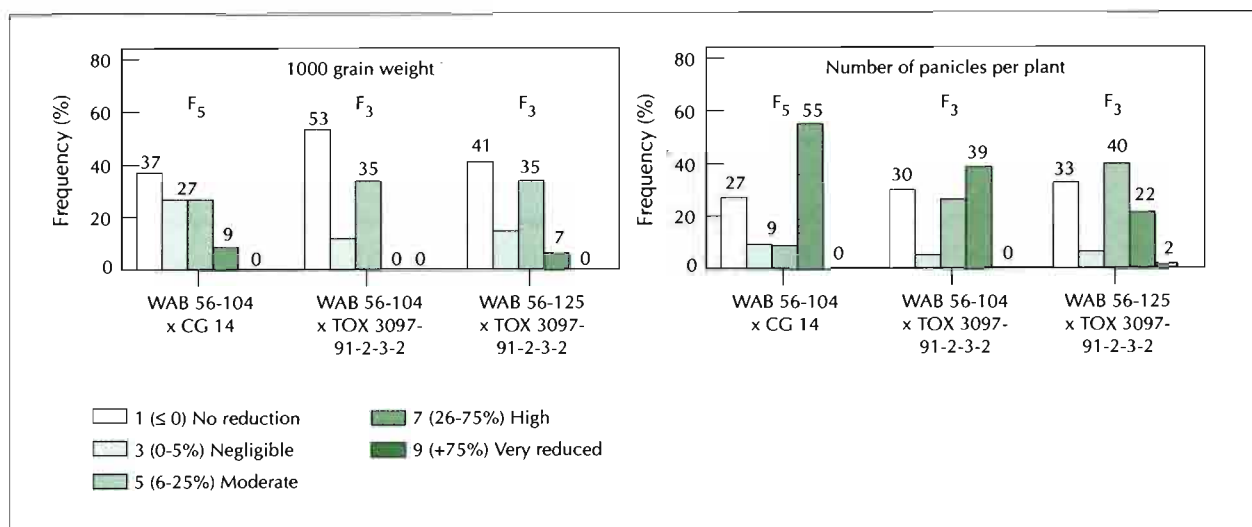 1000 grain weight
Frequency (%)
80
60
40
20
0
F5
F3
F3
37
27
9
0
53
35
0
0
41
35
7
0
WAB 56-104
x CG 14
WAB 56-104
x TOX 3097-
91-2-3-2
WAB 56-125
x TOX 3097-
91-2-3-2
Number of panicles per plant
Frequency (%)
80
60
40
20
0
F5
F3
F3
27
9
55
0
30
39
0
33
40
22
2
WAB 56-104
x CG 14
WAB 56-104
x TOX 3097-
91-2-3-2
WAB 56-125
x TOX 3097-
91-2-3-2
1 (≤ 0) No reduction
3 (0-5%) Negligible
5 (6-25%) Moderate
7 (26-75%) High
9 (+75%) Very reduced